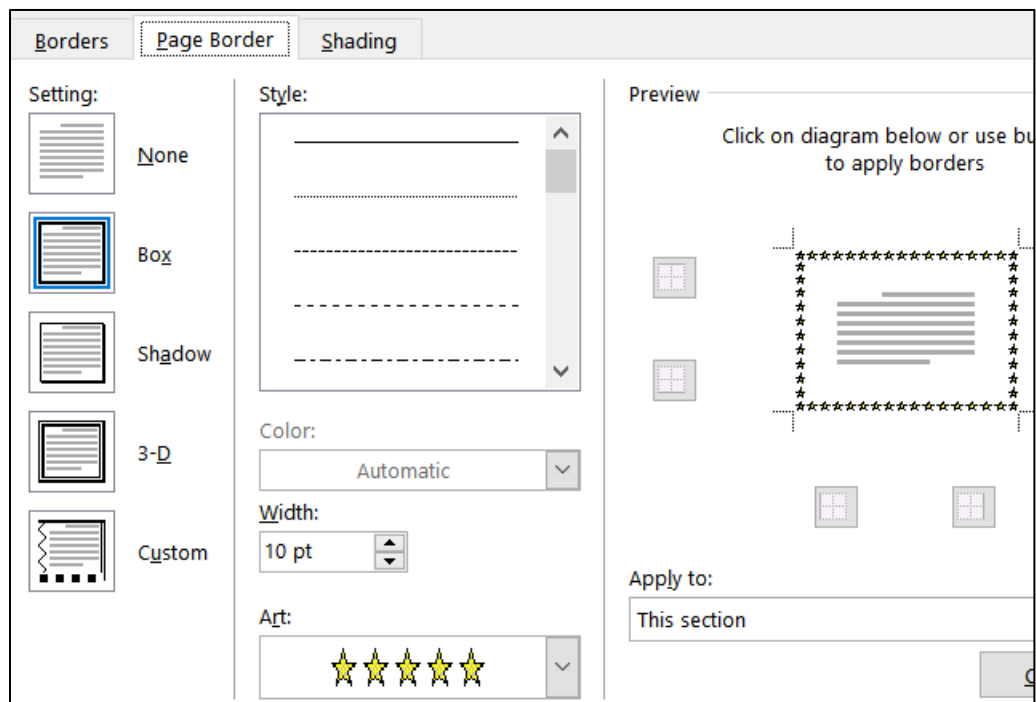 Borders Page Border Shading
Setting:
None
Box
Shadow
3-D
Custom
Style:
Color:
Automatic
Width:
10 pt
Art:
Preview
Click on diagram below or use bu
to apply borders
Apply to:
This section